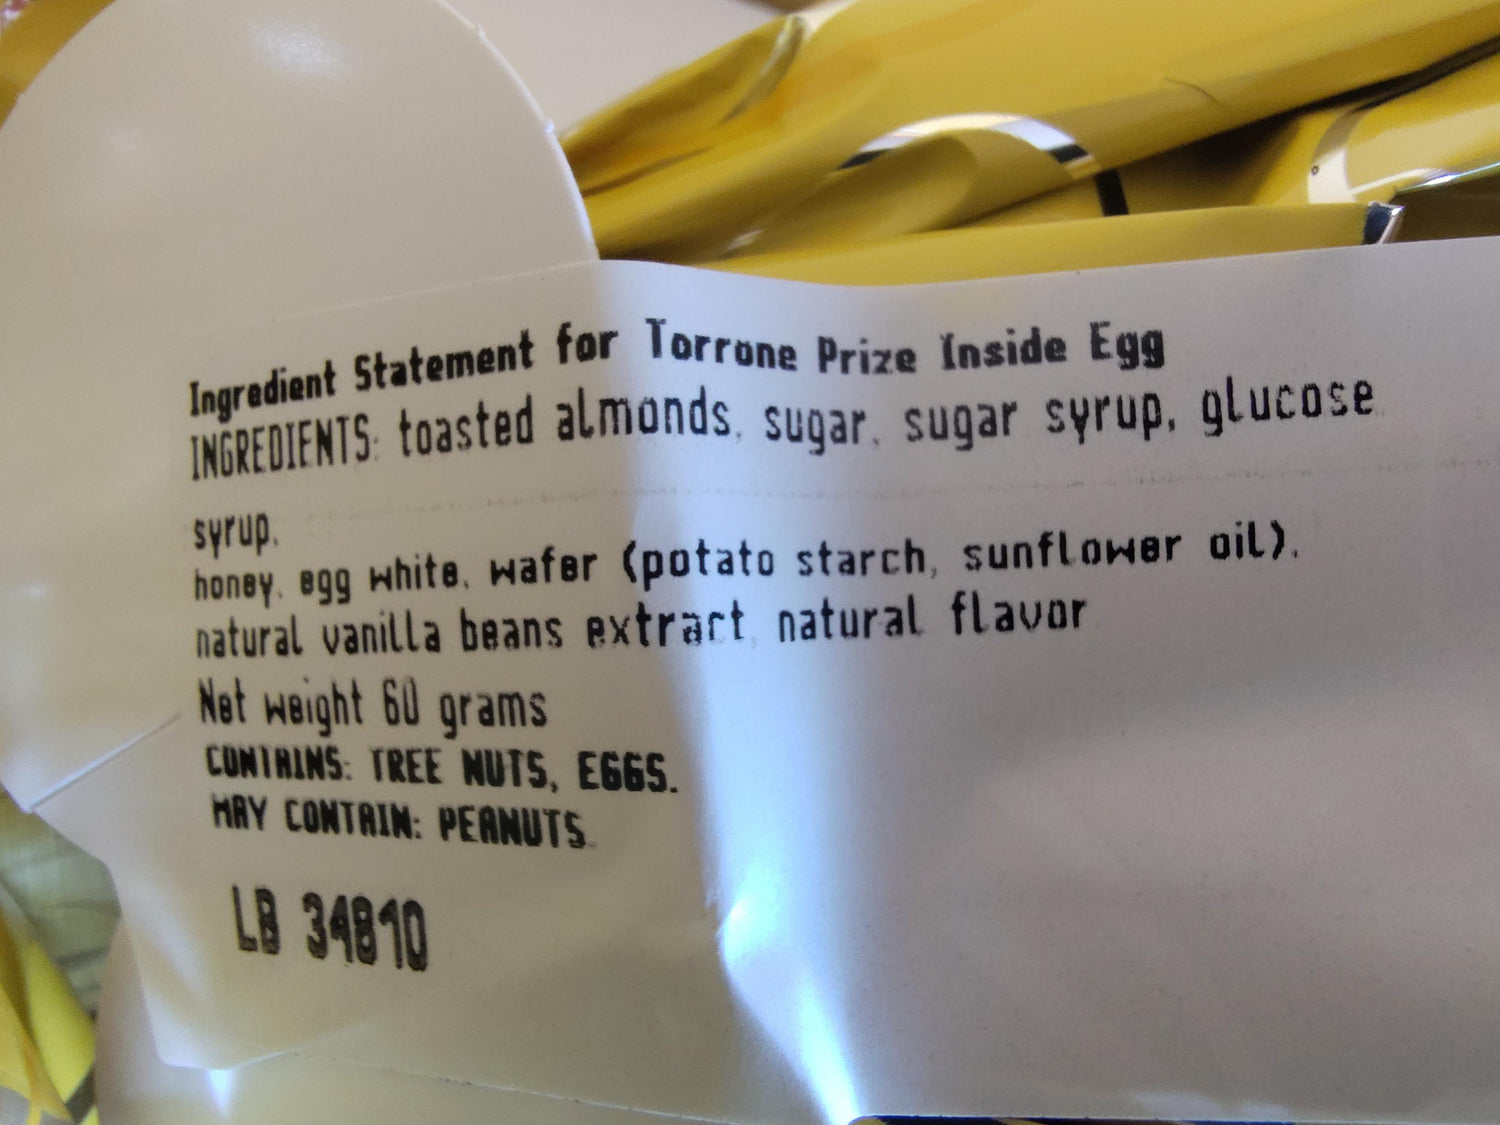 Ingredient Statement for Torrone Prize Inside Egg
INGREDIENTS: toasted almonds, sugar, sugar syrup, glucose
syrup,
honey, egg white, wafer (potato starch, sunflower oil),
natural vanilla beans extract, natural flavor
Net weight 60 grams
CONTAINS: TREE NUTS, EGGS.
MAY CONTAIN: PEANUTS.
LB 34810